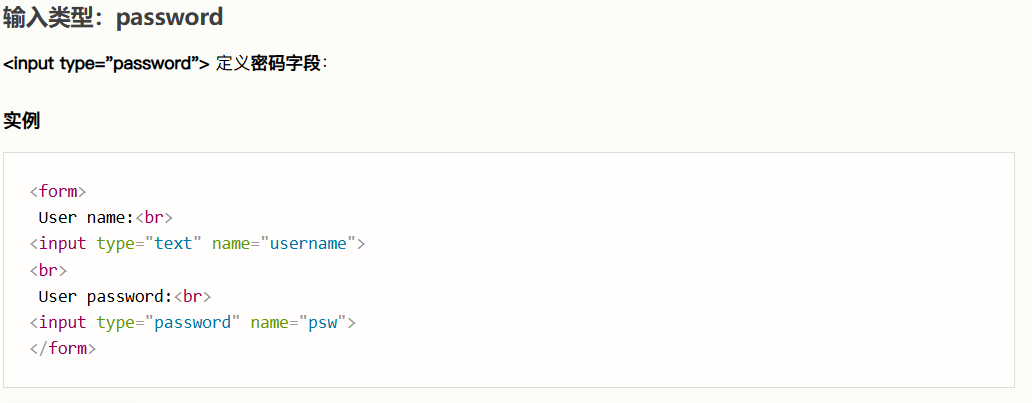 输入类型：password
<input type=”password”> 定义密码字段：
实例
<form>
User name:<br>
<input type="text" name="username">
<br>
User password:<br>
<input type="password" name="psw">
</form>